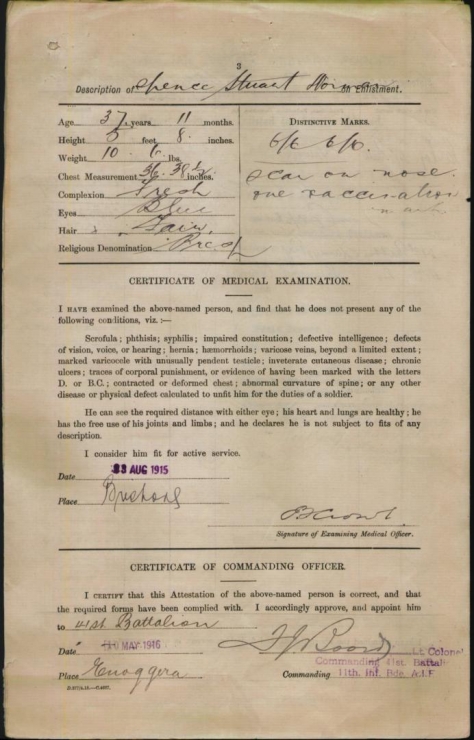 3
Description of Spence Stuart Norman on Enlistment.
Age 37 years 11 months.
Height 5 feet 8 inches.
Weight 10 · 6 lbs.
Chest Measurement 36 - 38 ½ inches.
Complexion Fresh
Eyes Blue
Hair Fair
Religious Denomination Presb
DISTINCTIVE MARKS.
6/6 6/6.
Scar on nose.
one vaccination
CERTIFICATE OF MEDICAL EXAMINATION.
I HAVE examined the above-named person, and find that he does not present any of the
following conditions, viz. :—
Scrofula ; phthisis; syphilis ; impaired constitution ; defective intelligence ; defects
of vision, voice, or hearing ; hernia ; hæmorrhoids ; varicose veins, beyond a limited extent ;
marked varicocele with unusually pendent testicle ; inveterate cutaneous disease ; chronic
ulcers ; traces of corporal punishment, or evidence of having been marked with the letters
D. or B.C. ; contracted or deformed chest ; abnormal curvature of spine ; or any other
disease or physical defect calculated to unfit him for the duties of a soldier.
He can see the required distance with either eye ; his heart and lungs are healthy ; he
has the free use of his joints and limbs ; and he declares he is not subject to fits of any
description.
I consider him fit for active service.
Date 23 AUG 1915
Place
Signature of Examining Medical Officer.
CERTIFICATE OF COMMANDING OFFICER.
I CERTIFY that this Attestation of the above-named person is correct, and that
the required forms have been complied with. I accordingly approve, and appoint him
to 41st Battalion
Date 10 MAY 1916
Lt Colonel
Commanding 41st. Battali
Place Enoggera
Commanding 11th. Inf. Bde. A.I.F